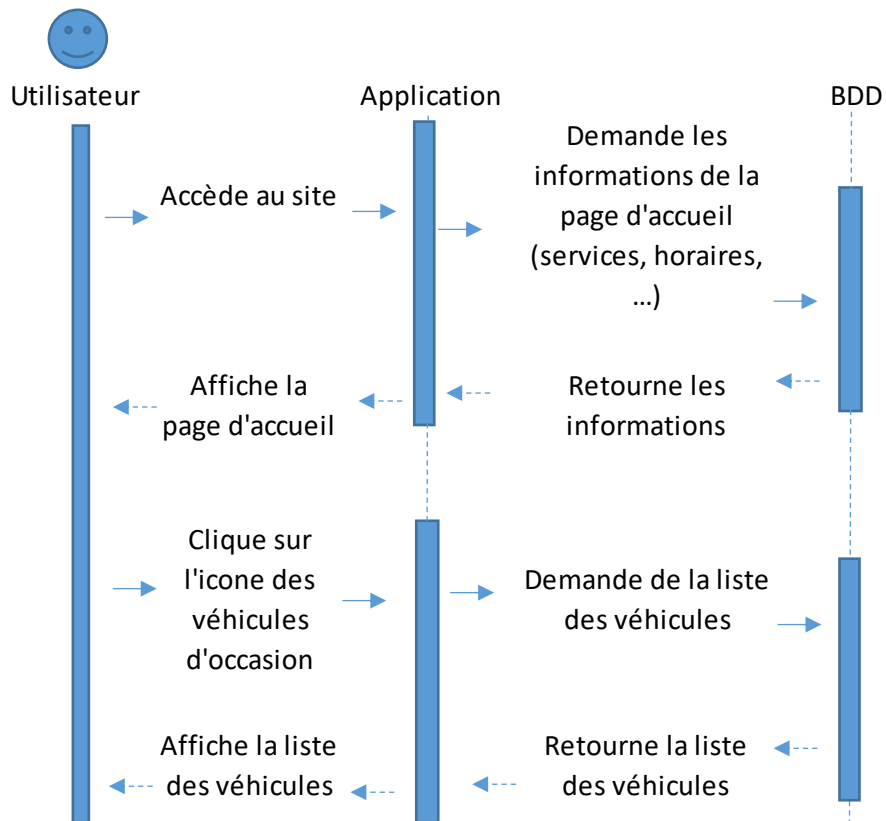 Utilisateur
Application
BDD
Accède au site
Demande les
informations de la
page d'accueil
(services, horaires,
...)
Retourne les
informations
Affiche la
page d'accueil
Clique sur
l'icone des
véhicules
d'occasion
Demande de la liste
des véhicules
Retourne la liste
des véhicules
Affiche la liste
des véhicules